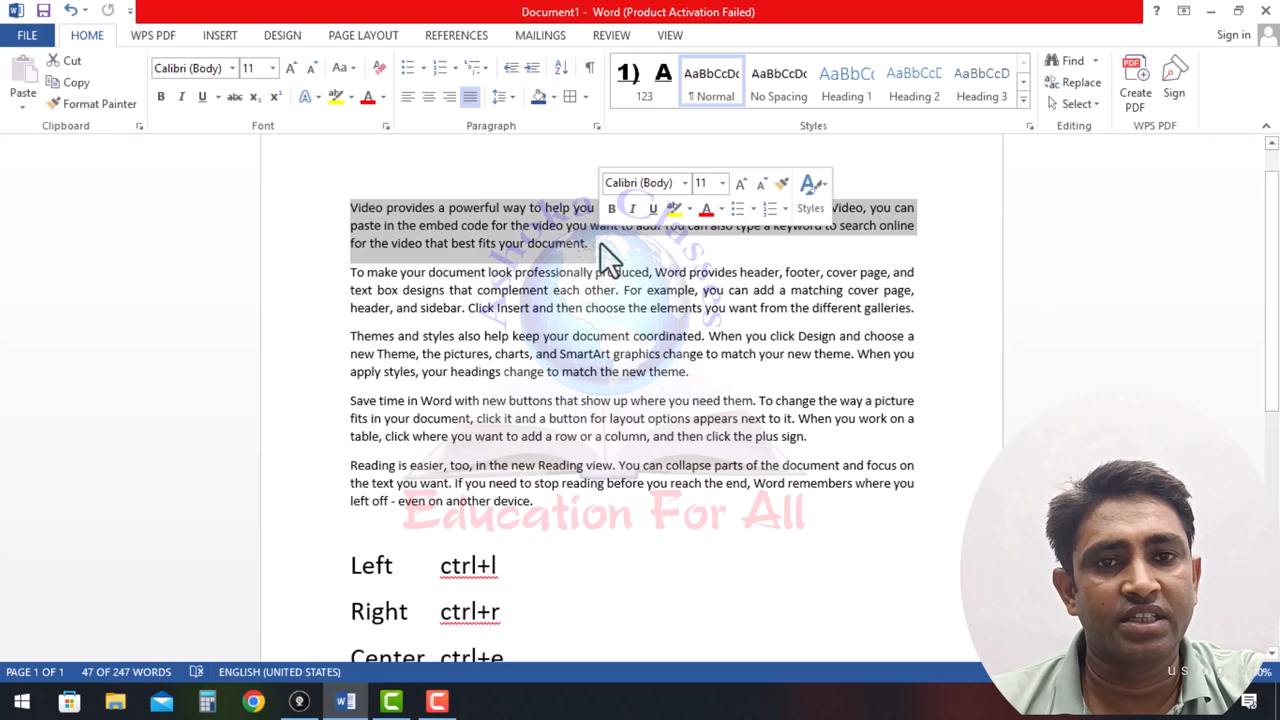 Document1 - Word (Product Activation Failed)
FILE HOME WPS PDF INSERT DESIGN PAGE LAYOUT REFERENCES MAILINGS REVIEW VIEW Sign in
Paste
Cut
Copy
Format Painter
Clipboard
Calibri (Body) 11
Font
Paragraph
1) AaBbCcDc AaBbCcDc AaBbCc AaBbCcD AaBbCcD
123 ¶ Normal No Spacing Heading 1 Heading 2 Heading 3
Styles
Find
Replace
Select
Editing
Create PDF
Sign
WPS PDF
Calibri (Body) 11
Styles
Video provides a powerful way to help you Video, you can
paste in the embed code for the video you want to add. You can also type a keyword to search online
for the video that best fits your document.
To make your document look professionally produced, Word provides header, footer, cover page, and
text box designs that complement each other. For example, you can add a matching cover page,
header, and sidebar. Click Insert and then choose the elements you want from the different galleries.
Themes and styles also help keep your document coordinated. When you click Design and choose a
new Theme, the pictures, charts, and SmartArt graphics change to match your new theme. When you
apply styles, your headings change to match the new theme.
Save time in Word with new buttons that show up where you need them. To change the way a picture
fits in your document, click it and a button for layout options appears next to it. When you work on a
table, click where you want to add a row or a column, and then click the plus sign.
Reading is easier, too, in the new Reading view. You can collapse parts of the document and focus on
the text you want. If you need to stop reading before you reach the end, Word remembers where you
left off - even on another device.
Ashoka Classes
Education For All
Left ctrl+l
Right ctrl+r
Center ctrl+e
PAGE 1 OF 1 47 OF 247 WORDS ENGLISH (UNITED STATES)